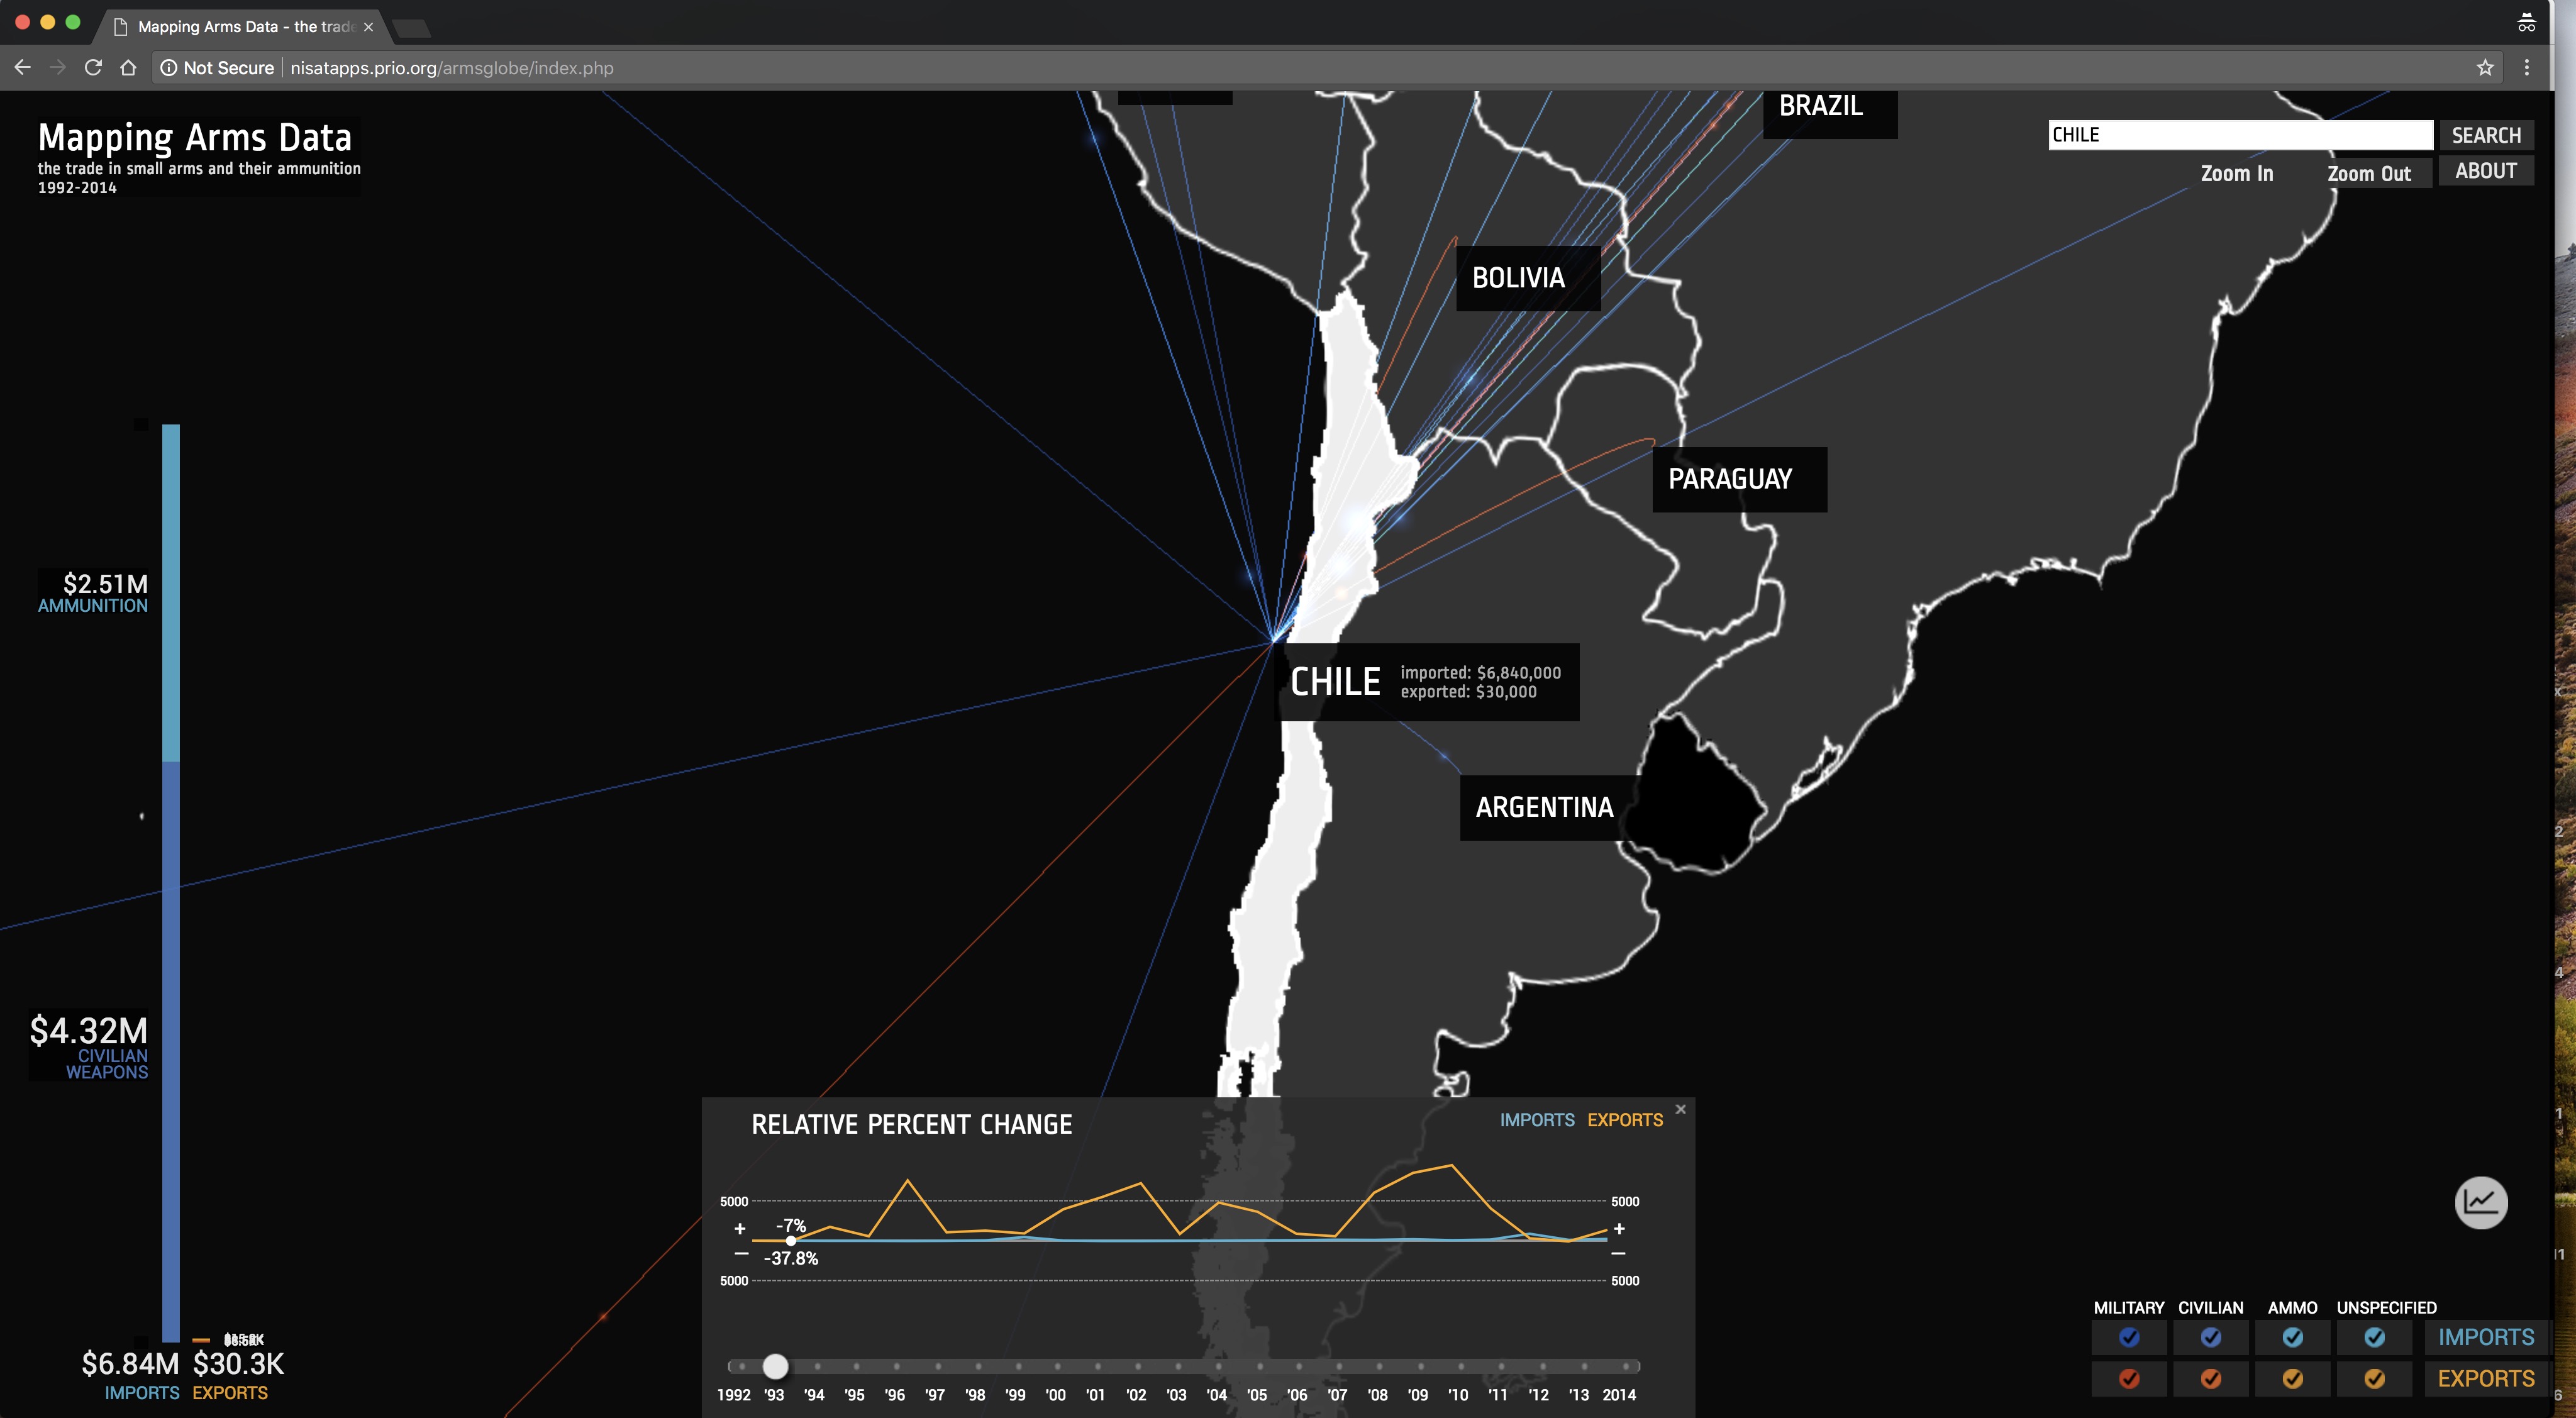 Mapping Arms Data - the trade
Not Secure
nisatapps.prio.org/armsglobe/index.php
Mapping Arms Data
the trade in small arms and their ammunition
1992-2014
CHILE
SEARCH
Zoom In
Zoom Out
ABOUT
BRAZIL
BOLIVIA
PARAGUAY
CHILE
imported: $6,840,000
exported: $30,000
ARGENTINA
$2.51M
AMMUNITION
$4.32M
CIVILIAN
WEAPONS
$6.84M $30.3K
IMPORTS EXPORTS
RELATIVE PERCENT CHANGE
IMPORTS EXPORTS
5000 5000
+ -7% +
— -37.8% —
5000 5000
1992 '93 '94 '95 '96 '97 '98 '99 '00 '01 '02 '03 '04 '05 '06 '07 '08 '09 '10 '11 '12 '13 2014
MILITARY CIVILIAN AMMO UNSPECIFIED
IMPORTS
EXPORTS